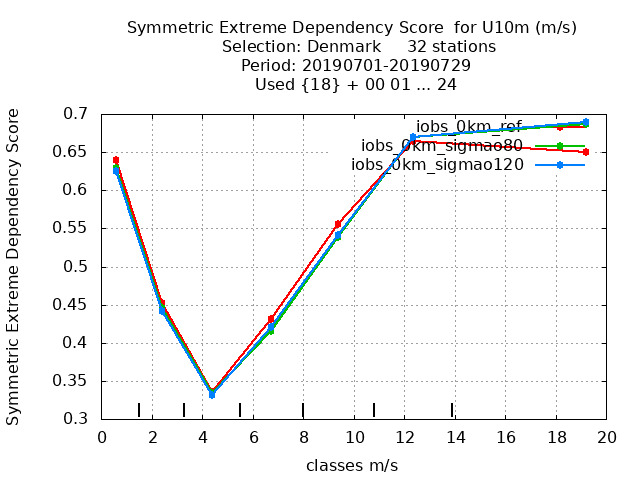 Symmetric Extreme Dependency Score  for U10m (m/s)
Selection: Denmark     32 stations
Period: 20190701-20190729
Used {18} + 00 01 ... 24
Symmetric Extreme Dependency Score
0.7
0.65
0.6
0.55
0.5
0.45
0.4
0.35
0.3
iobs_0km_ref
iobs_0km_sigmao80
iobs_0km_sigmao120
0 2 4 6 8 10 12 14 16 18 20
classes m/s